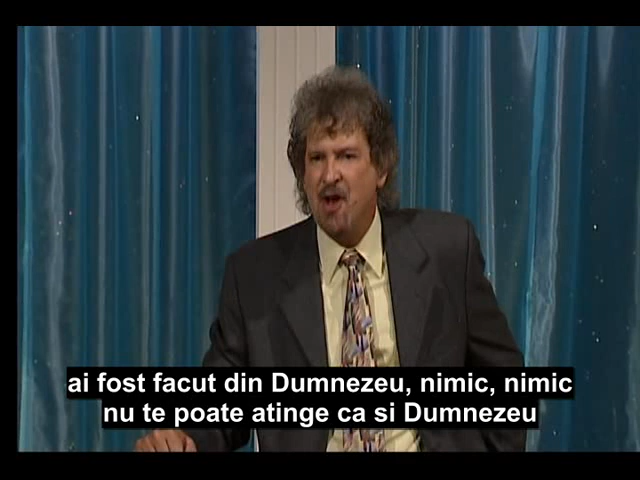 ai fost facut din Dumnezeu, nimic, nimic
nu te poate atinge ca si Dumnezeu